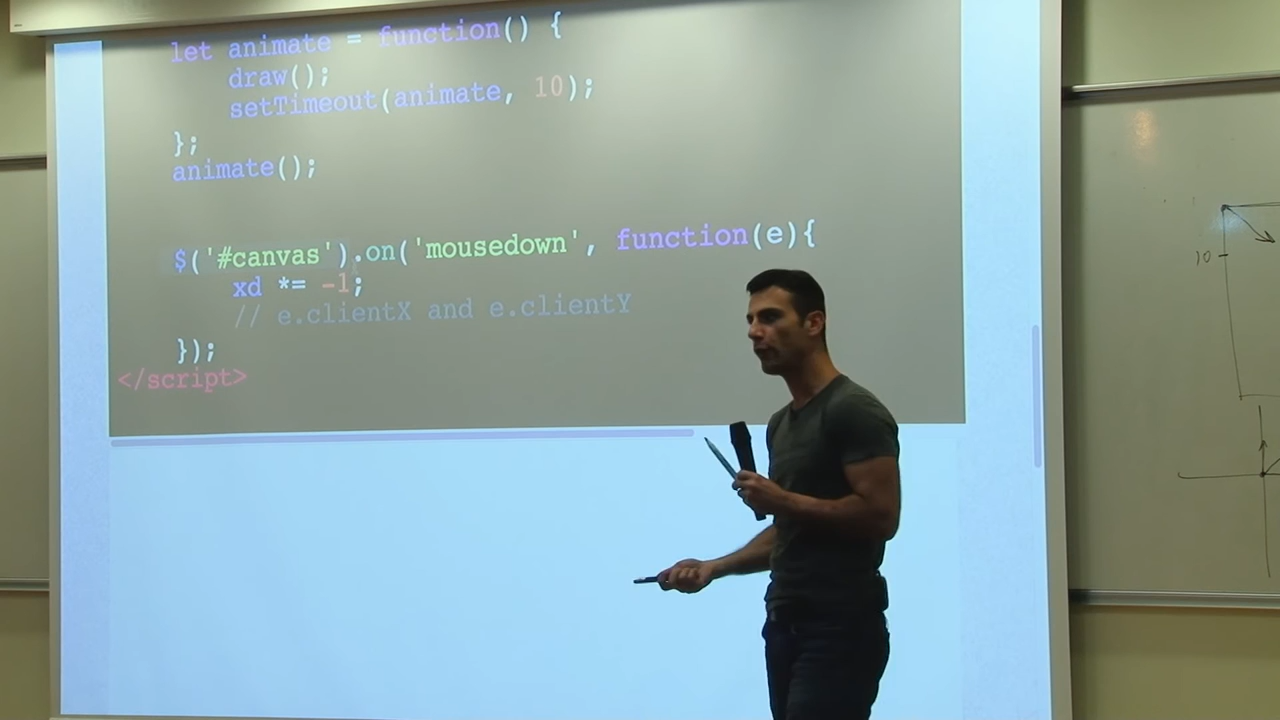 let animate = function() {
draw();
setTimeout(animate, 10);
};
animate();
$('#canvas').on('mousedown', function(e){
xd *= -1;
// e.clientX and e.clientY
});
</script>
10